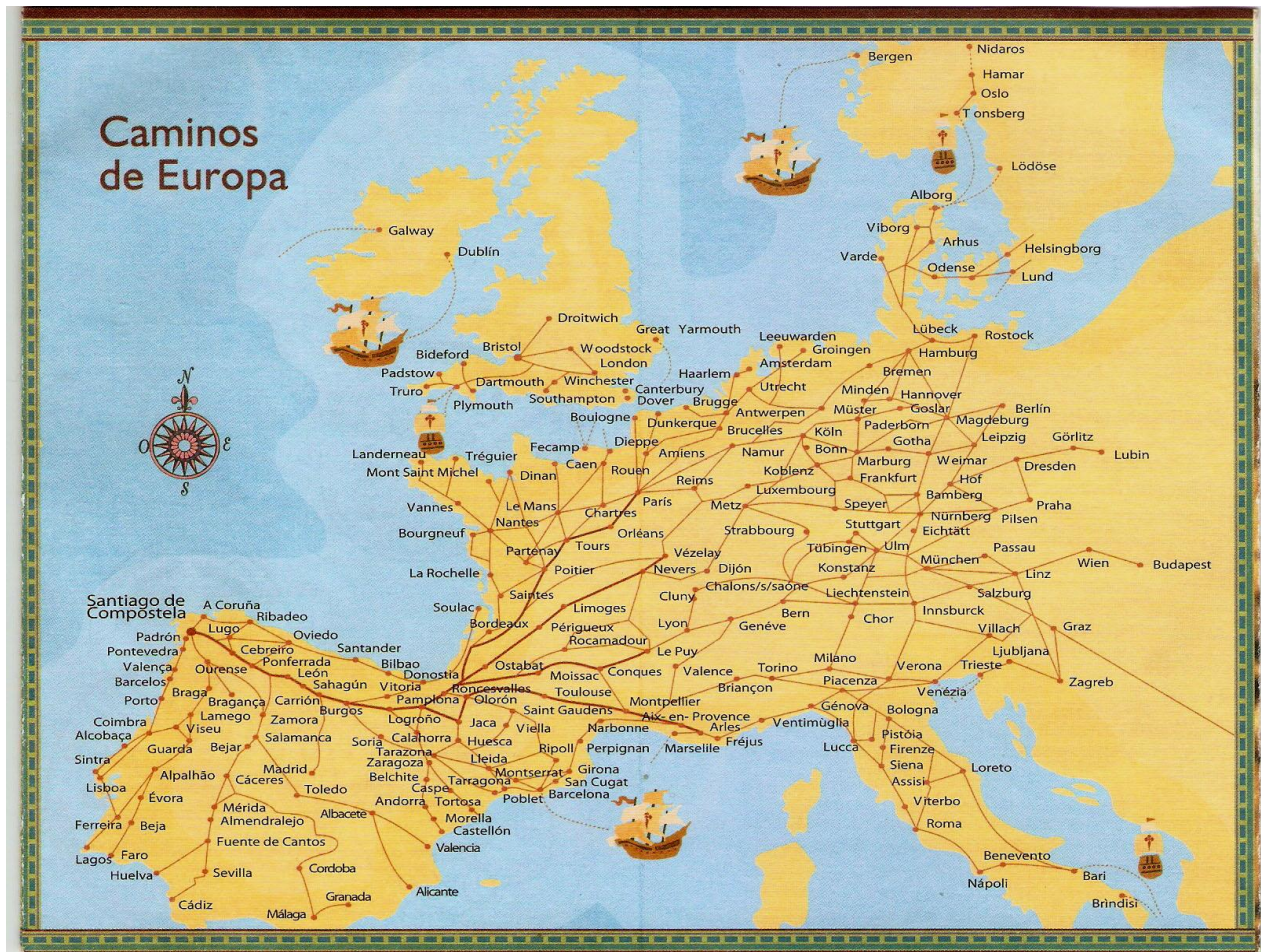 Caminos
de Europa
Bergen
Nidaros
Hamar
Oslo
T onsberg
Lödöse
Alborg
Viborg
Arhus
Varde
Odense
Helsingborg
Lund
Galway
Dublín
Droitwich
Great Yarmouth
Bristol
Woodstock
Bideford
London
Padstow
Dartmouth
Winchester
Truro
Canterbury
Southampton
Dover
Plymouth
Leeuwarden
Groingen
Lübeck
Rostock
Hamburg
Amsterdam
Haarlem
Bremen
Utrecht
Minden
Hannover
Brugge
Antwerpen
Müster
Goslar
Berlín
Boulogne
Dunkerque
Brucelles
Paderborn
Magdeburg
Köln
Fecamp
Dieppe
Bonn
Gotha
Leipzig
Görlitz
Landerneau
Tréguier
Amiens
Namur
Marburg
Weimar
Lubin
Mont Saint Michel
Dinan
Caen
Rouen
Koblenz
Dresden
Reims
Frankfurt
Hof
Luxembourg
Bamberg
Vannes
Le Mans
París
Metz
Speyer
Praha
Nantes
Chartres
Nürnberg
Pilsen
Bourgneuf
Orléans
Strabbourg
Stuttgart
Eichtätt
Partenay
Tours
Vézelay
Tübingen
Ulm
Passau
München
Wien
Budapest
La Rochelle
Poitier
Nevers
Dijón
Konstanz
Linz
Chalons/s/saône
Saintes
Cluny
Liechtenstein
Salzburg
Santiago de
Compostela
A Coruña
Soulac
Limoges
Bern
Innsburck
Ribadeo
Bordeaux
Périgueux
Lyon
Genéve
Chor
Villach
Graz
Padrón
Lugo
Oviedo
Rocamadour
Pontevedra
Cebreiro
Santander
Le Puy
Ljubljana
Valença
Ourense
Ponferrada
Bilbao
Ostabat
Conques
Valence
Torino
Milano
Verona
Trieste
Barcelos
León
Donostia
Moissac
Zagreb
Braga
Sahagún
Vitoria
Roncesvalles
Toulouse
Briançon
Piacenza
Venézia
Porto
Bragança
Carrión
Pamplona
Olorón
Montpellier
Burgos
Saint Gaudens
Génova
Bologna
Coimbra
Lamego
Zamora
Logroño
Jaca
Viella
Narbonne
Aix- en- Provence
Arles
Ventimùglia
Alcobaça
Viseu
Salamanca
Soria
Calahorra
Huesca
Ripoll
Perpignan
Marselile
Fréjus
Lucca
Pistóia
Guarda
Bejar
Tarazona
Firenze
Sintra
Zaragoza
Lleida
Siena
Loreto
Alpalhão
Madrid
Belchite
Montserrat
Girona
Lisboa
Cáceres
Caspe
Tarragona
San Cugat
Assisi
Évora
Toledo
Andorra
Tortosa
Poblet
Barcelona
Viterbo
Mérida
Albacete
Morella
Ferreira
Beja
Almendralejo
Castellón
Roma
Fuente de Cantos
Valencia
Lagos
Faro
Benevento
Huelva
Sevilla
Cordoba
Bari
Nápoli
Alicante
Granada
Brìndisi
Cádiz
Málaga
N
O
E
S